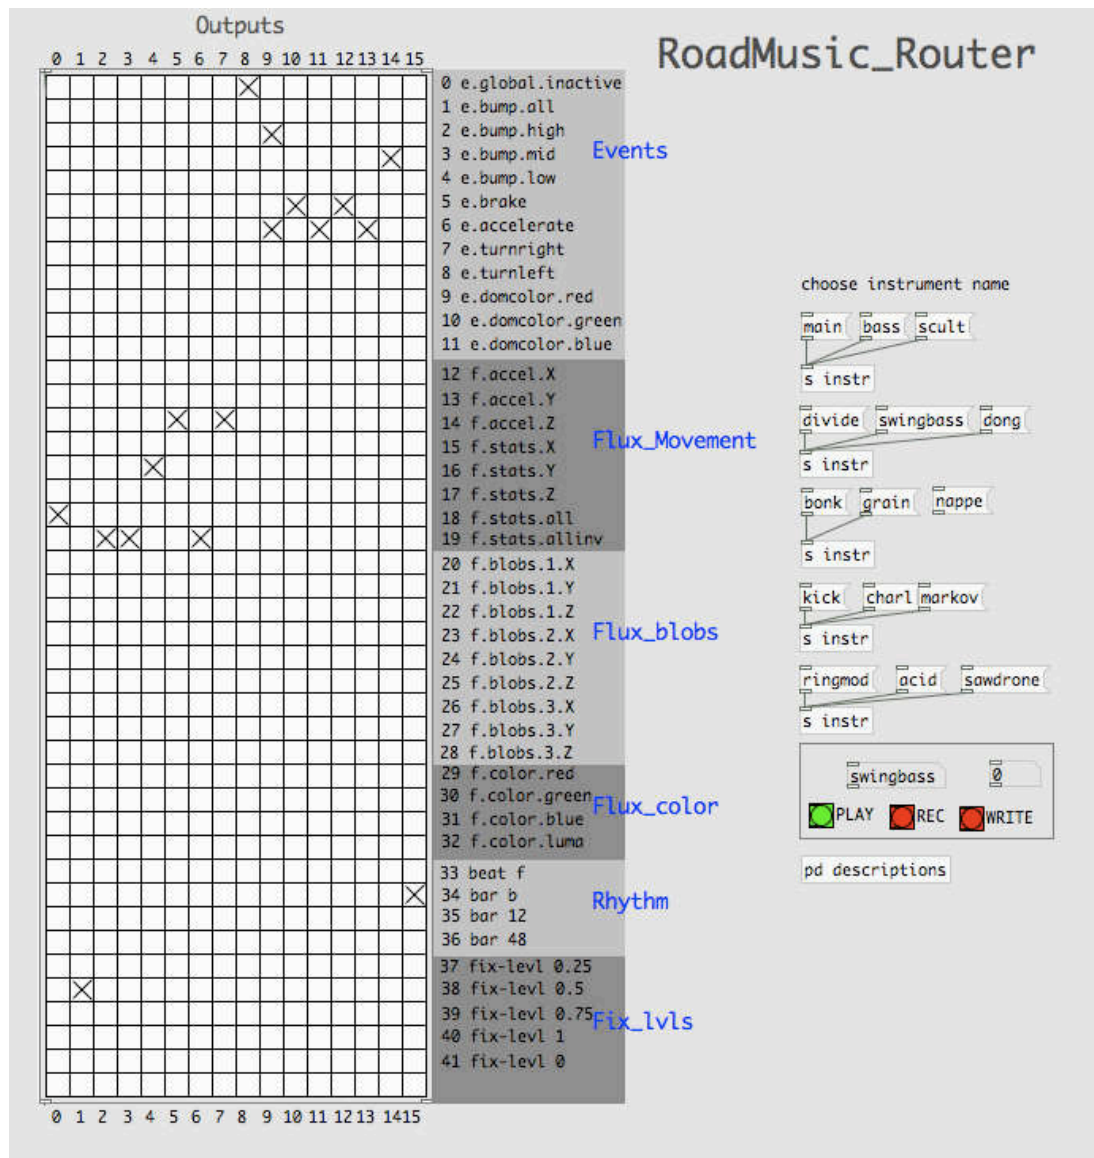 Outputs
RoadMusic_Router
0 1 2 3 4 5 6 7 8 9 10 11 12 13 14 15
0 e.global.inactive
1 e.bump.all
2 e.bump.high
3 e.bump.mid
4 e.bump.low
5 e.brake
6 e.accelerate
7 e.turnright
8 e.turnleft
9 e.domcolor.red
10 e.domcolor.green
11 e.domcolor.blue
Events
12 f.accel.X
13 f.accel.Y
14 f.accel.Z
15 f.stats.X
16 f.stats.Y
17 f.stats.Z
18 f.stats.all
19 f.stats.allinv
Flux_Movement
20 f.blobs.1.X
21 f.blobs.1.Y
22 f.blobs.1.Z
23 f.blobs.2.X
24 f.blobs.2.Y
25 f.blobs.2.Z
26 f.blobs.3.X
27 f.blobs.3.Y
28 f.blobs.3.Z
Flux_blobs
29 f.color.red
30 f.color.green
31 f.color.blue
32 f.color.luma
Flux_color
33 beat f
34 bar b
35 bar 12
36 bar 48
Rhythm
37 fix-levl 0.25
38 fix-levl 0.5
39 fix-levl 0.75
40 fix-levl 1
41 fix-levl 0
Fix_lvls
0 1 2 3 4 5 6 7 8 9 10 11 12 13 14 15
choose instrument name
main bass scult
s instr
divide swingbass dong
s instr
bonk grain nappe
s instr
kick charl markov
s instr
ringmod acid sawdrone
s instr
swingbass 0
PLAY REC WRITE
pd descriptions